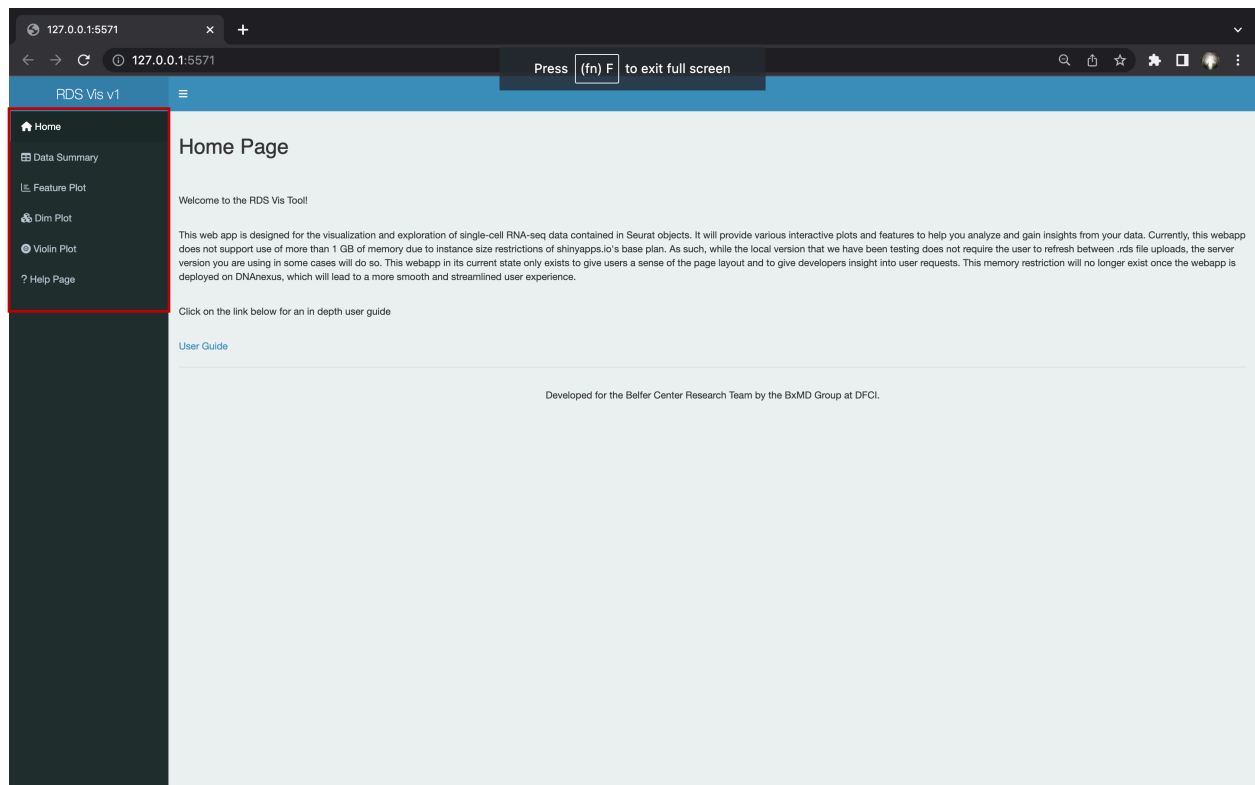 127.0.0.1:5571
127.0.0.1:5571
Press (fn) F to exit full screen
RDS Vis v1
Home
Data Summary
Feature Plot
Dim Plot
Violin Plot
? Help Page
Home Page
Welcome to the RDS Vis Tool!
This web app is designed for the visualization and exploration of single-cell RNA-seq data contained in Seurat objects. It will provide various interactive plots and features to help you analyze and gain insights from your data. Currently, this webapp
does not support use of more than 1 GB of memory due to instance size restrictions of shinyapps.io's base plan. As such, while the local version that we have been testing does not require the user to refresh between .rds file uploads, the server
version you are using in some cases will do so. This webapp in its current state only exists to give users a sense of the page layout and to give developers insight into user requests. This memory restriction will no longer exist once the webapp is
deployed on DNAnexus, which will lead to a more smooth and streamlined user experience.
Click on the link below for an in depth user guide
User Guide
Developed for the Belfer Center Research Team by the BxMD Group at DFCI.